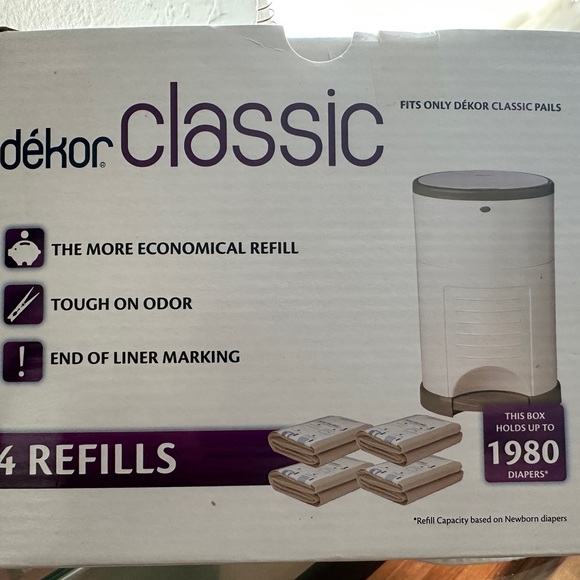 dékor® classic
FITS ONLY DÉKOR CLASSIC PAILS
THE MORE ECONOMICAL REFILL
TOUGH ON ODOR
! END OF LINER MARKING
4 REFILLS
THIS BOX
HOLDS UP TO
1980
DIAPERS*
*Refill Capacity based on Newborn diapers